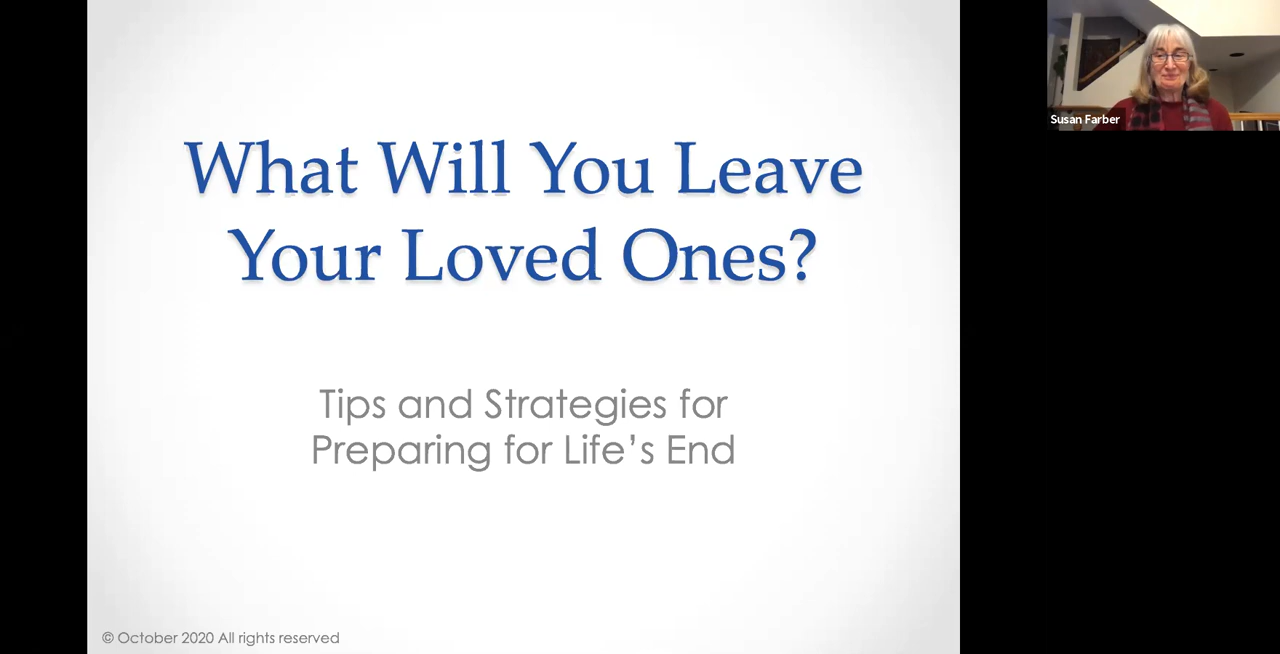 What Will You Leave
Your Loved Ones?
Tips and Strategies for
Preparing for Life’s End
© October 2020 All rights reserved
Susan Farber